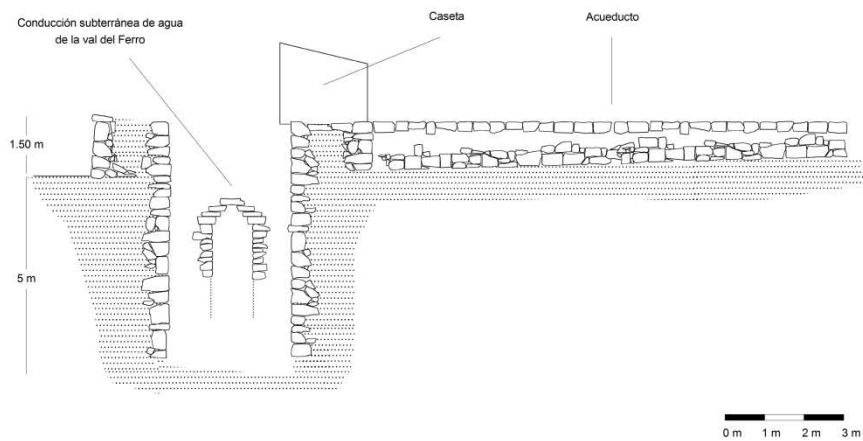 Conducción subterránea de agua
de la val del Ferro
Caseta
Acueducto
1.50 m
5 m
0 m 1 m 2 m 3 m